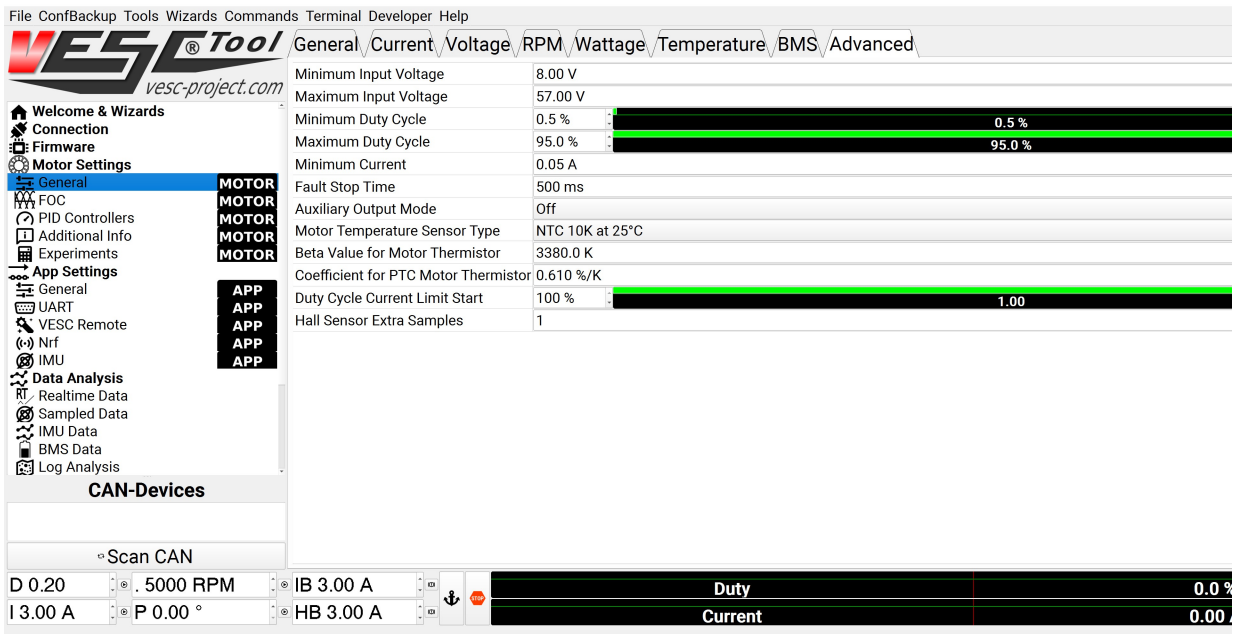 File ConfBackup Tools Wizards Commands Terminal Developer Help
VESC® Tool
vesc-project.com
General Current Voltage RPM Wattage Temperature BMS Advanced
Welcome & Wizards
Connection
Firmware
Motor Settings
General MOTOR
FOC MOTOR
PID Controllers MOTOR
Additional Info MOTOR
Experiments MOTOR
App Settings
General APP
UART APP
VESC Remote APP
Nrf APP
IMU APP
Data Analysis
RT Realtime Data
Sampled Data
IMU Data
BMS Data
Log Analysis
CAN-Devices
Scan CAN
Minimum Input Voltage 8.00 V
Maximum Input Voltage 57.00 V
Minimum Duty Cycle 0.5 % 0.5 %
Maximum Duty Cycle 95.0 % 95.0 %
Minimum Current 0.05 A
Fault Stop Time 500 ms
Auxiliary Output Mode Off
Motor Temperature Sensor Type NTC 10K at 25°C
Beta Value for Motor Thermistor 3380.0 K
Coefficient for PTC Motor Thermistor 0.610 %/K
Duty Cycle Current Limit Start 100 % 1.00
Hall Sensor Extra Samples 1
D 0.20 . 5000 RPM IB 3.00 A STOP Duty 0.0 %
I 3.00 A P 0.00 ° HB 3.00 A Current 0.00